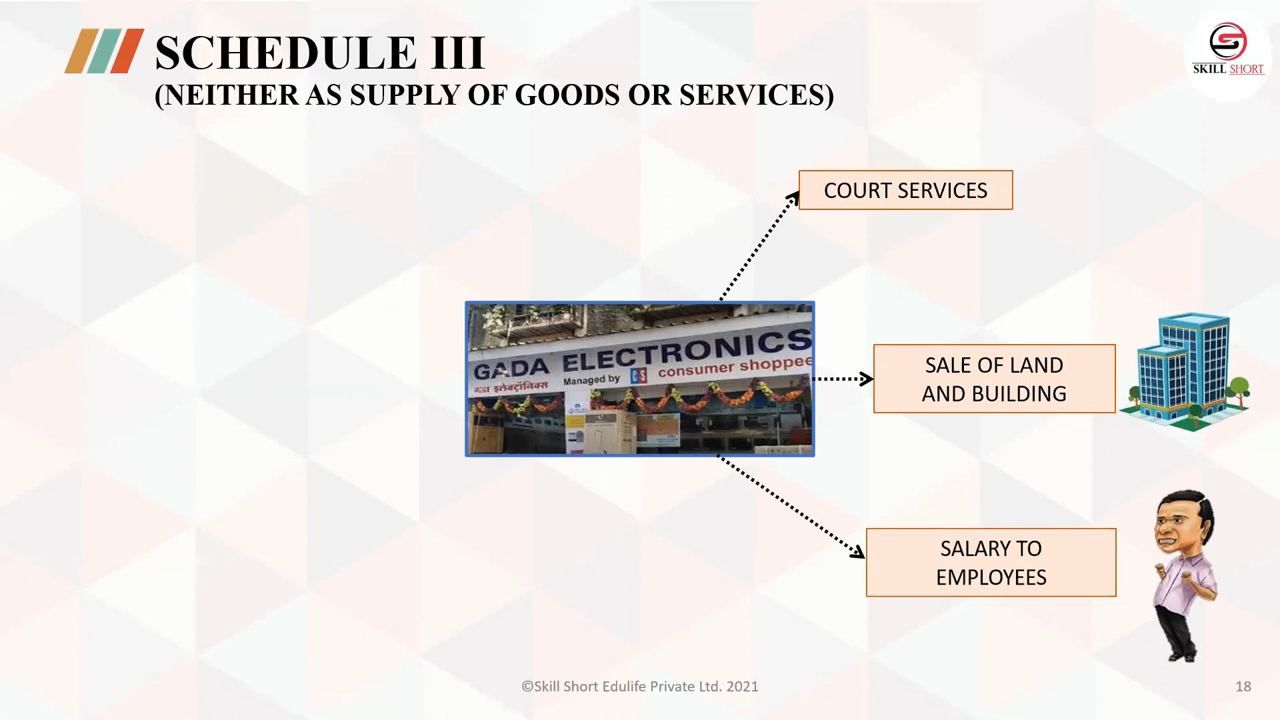 SCHEDULE III
(NEITHER AS SUPPLY OF GOODS OR SERVICES)
SKILL SHORT
COURT SERVICES
GADA ELECTRONICS
गडा इलेक्ट्रॉनिक्स
Managed by CS consumer shoppee
SALE OF LAND
AND BUILDING
SALARY TO
EMPLOYEES
©Skill Short Edulife Private Ltd. 2021
18